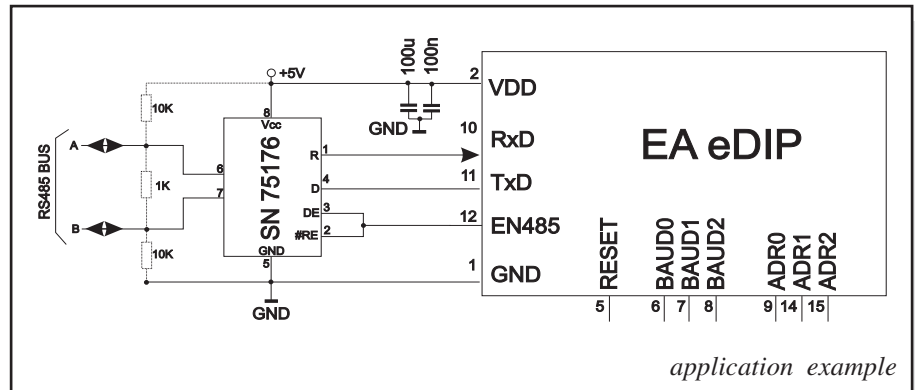 +5V
100u
100n
GND
10K
1K
10K
RS485 BUS
A
B
8
Vcc
6
7
SN 75176
R
1
D
4
DE
3
#RE
2
GND
5
GND
EA eDIP
2
VDD
10
RxD
11
TxD
12
EN485
1
GND
RESET
BAUD0
BAUD1
BAUD2
ADR0
ADR1
ADR2
5
6
7
8
9
14
15
application example